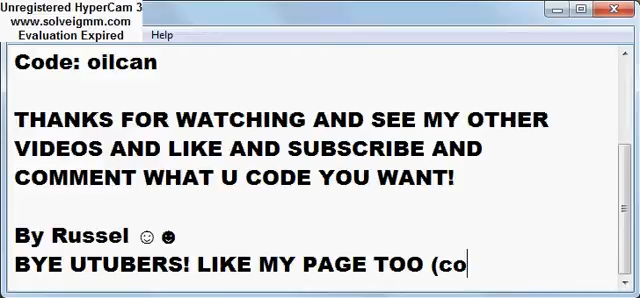 Unregistered HyperCam 3
www.solveigmm.com
Evaluation Expired
Help
Code: oilcan
THANKS FOR WATCHING AND SEE MY OTHER
VIDEOS AND LIKE AND SUBSCRIBE AND
COMMENT WHAT U CODE YOU WANT!
By Russel ☺☻
BYE UTUBERS! LIKE MY PAGE TOO (co